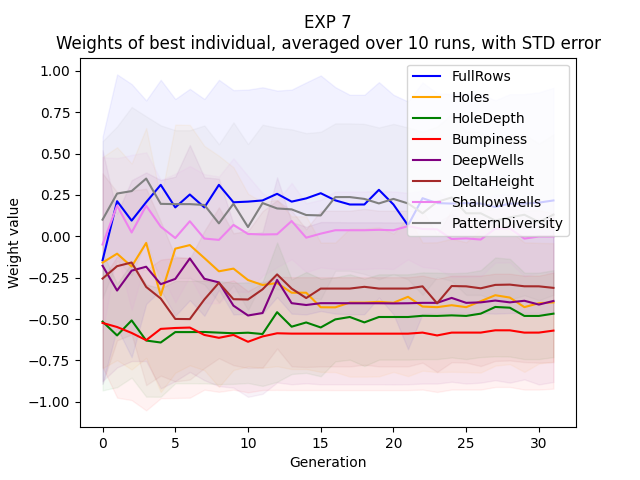 EXP 7
Weights of best individual, averaged over 10 runs, with STD error
1.00
0.75
0.50
0.25
0.00
−0.25
−0.50
−0.75
−1.00
Weight value
FullRows
Holes
HoleDepth
Bumpiness
DeepWells
DeltaHeight
ShallowWells
PatternDiversity
0 5 10 15 20 25 30
Generation